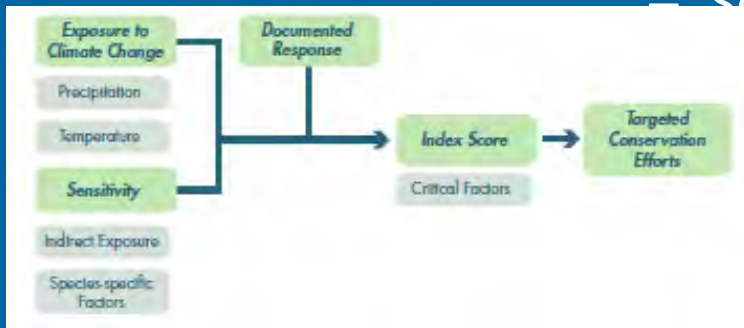 Exposure to
Climate Change
Precipitation
Temperature
Sensitivity
Indirect Exposure
Species-specific
Factors
Documented
Response
Index Score
Critical Factors
Targeted
Conservation
Efforts